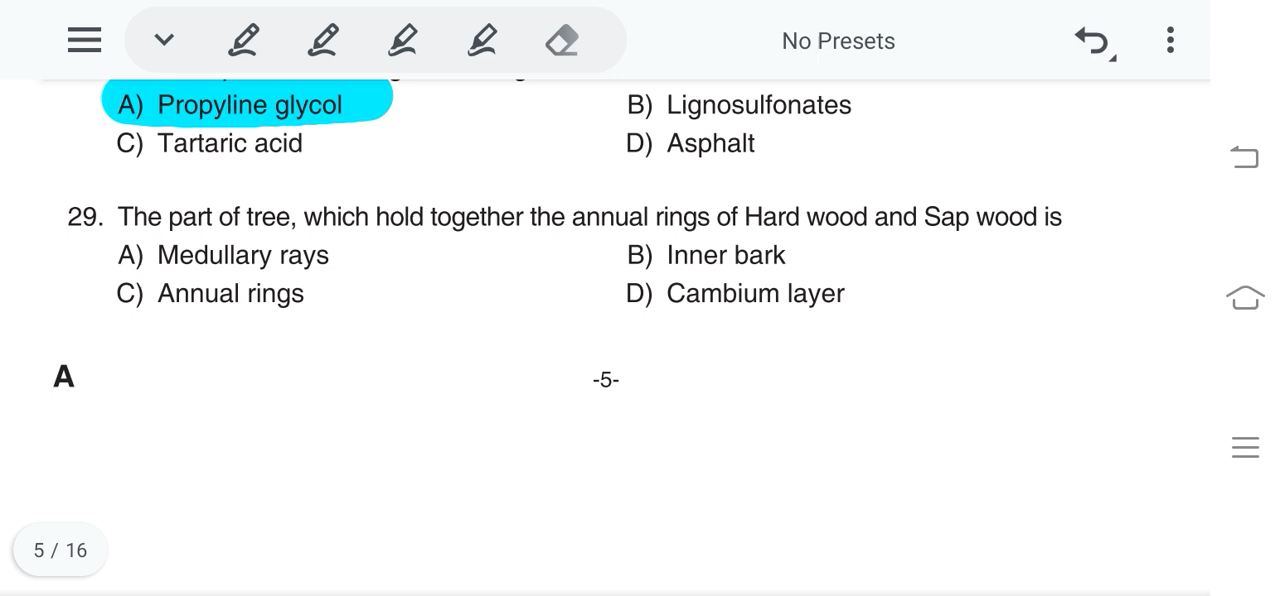 No Presets
A) Propyline glycol B) Lignosulfonates
C) Tartaric acid D) Asphalt
29. The part of tree, which hold together the annual rings of Hard wood and Sap wood is
A) Medullary rays B) Inner bark
C) Annual rings D) Cambium layer
A -5-
5 / 16